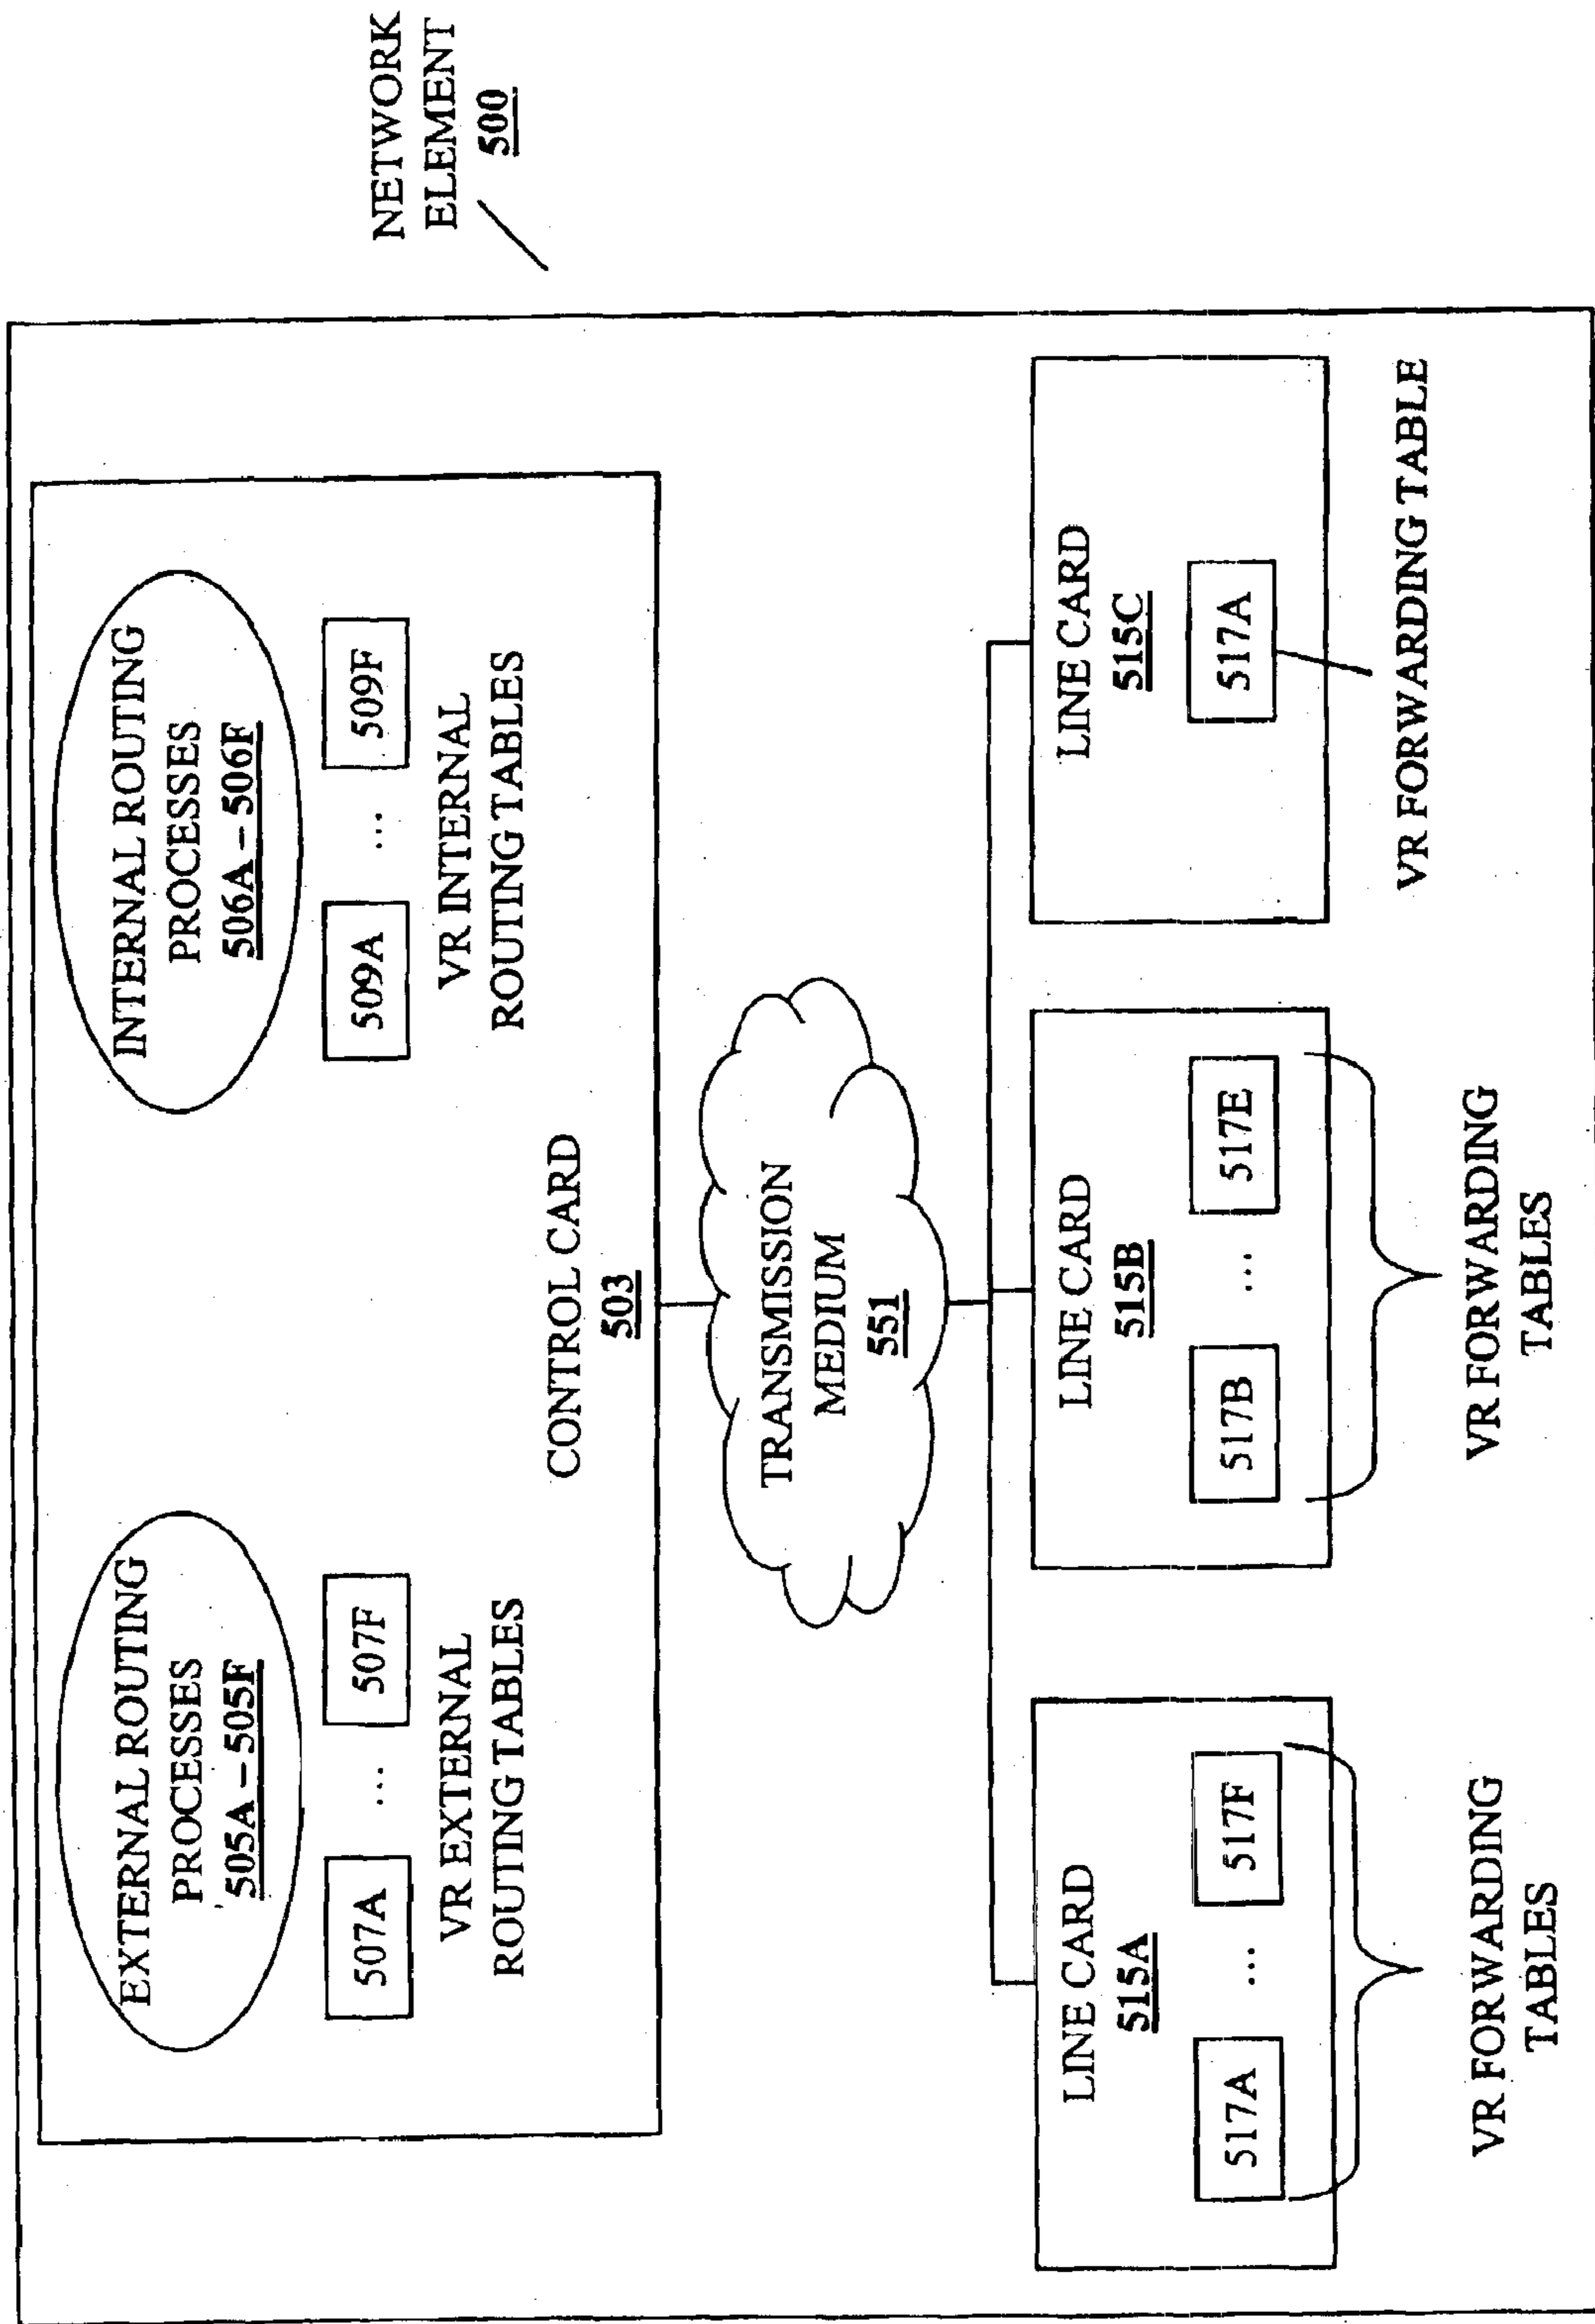 NETWORK
ELEMENT
500
EXTERNAL ROUTING
PROCESSES
505A – 505F
507A ... 507F
VR EXTERNAL
ROUTING TABLES
INTERNAL ROUTING
PROCESSES
506A – 506F
509A ... 509F
VR INTERNAL
ROUTING TABLES
CONTROL CARD
503
TRANSMISSION
MEDIUM
551
LINE CARD
515A
517A ... 517F
VR FORWARDING
TABLES
LINE CARD
515B
517B ... 517E
VR FORWARDING
TABLES
LINE CARD
515C
517A
VR FORWARDING TABLE